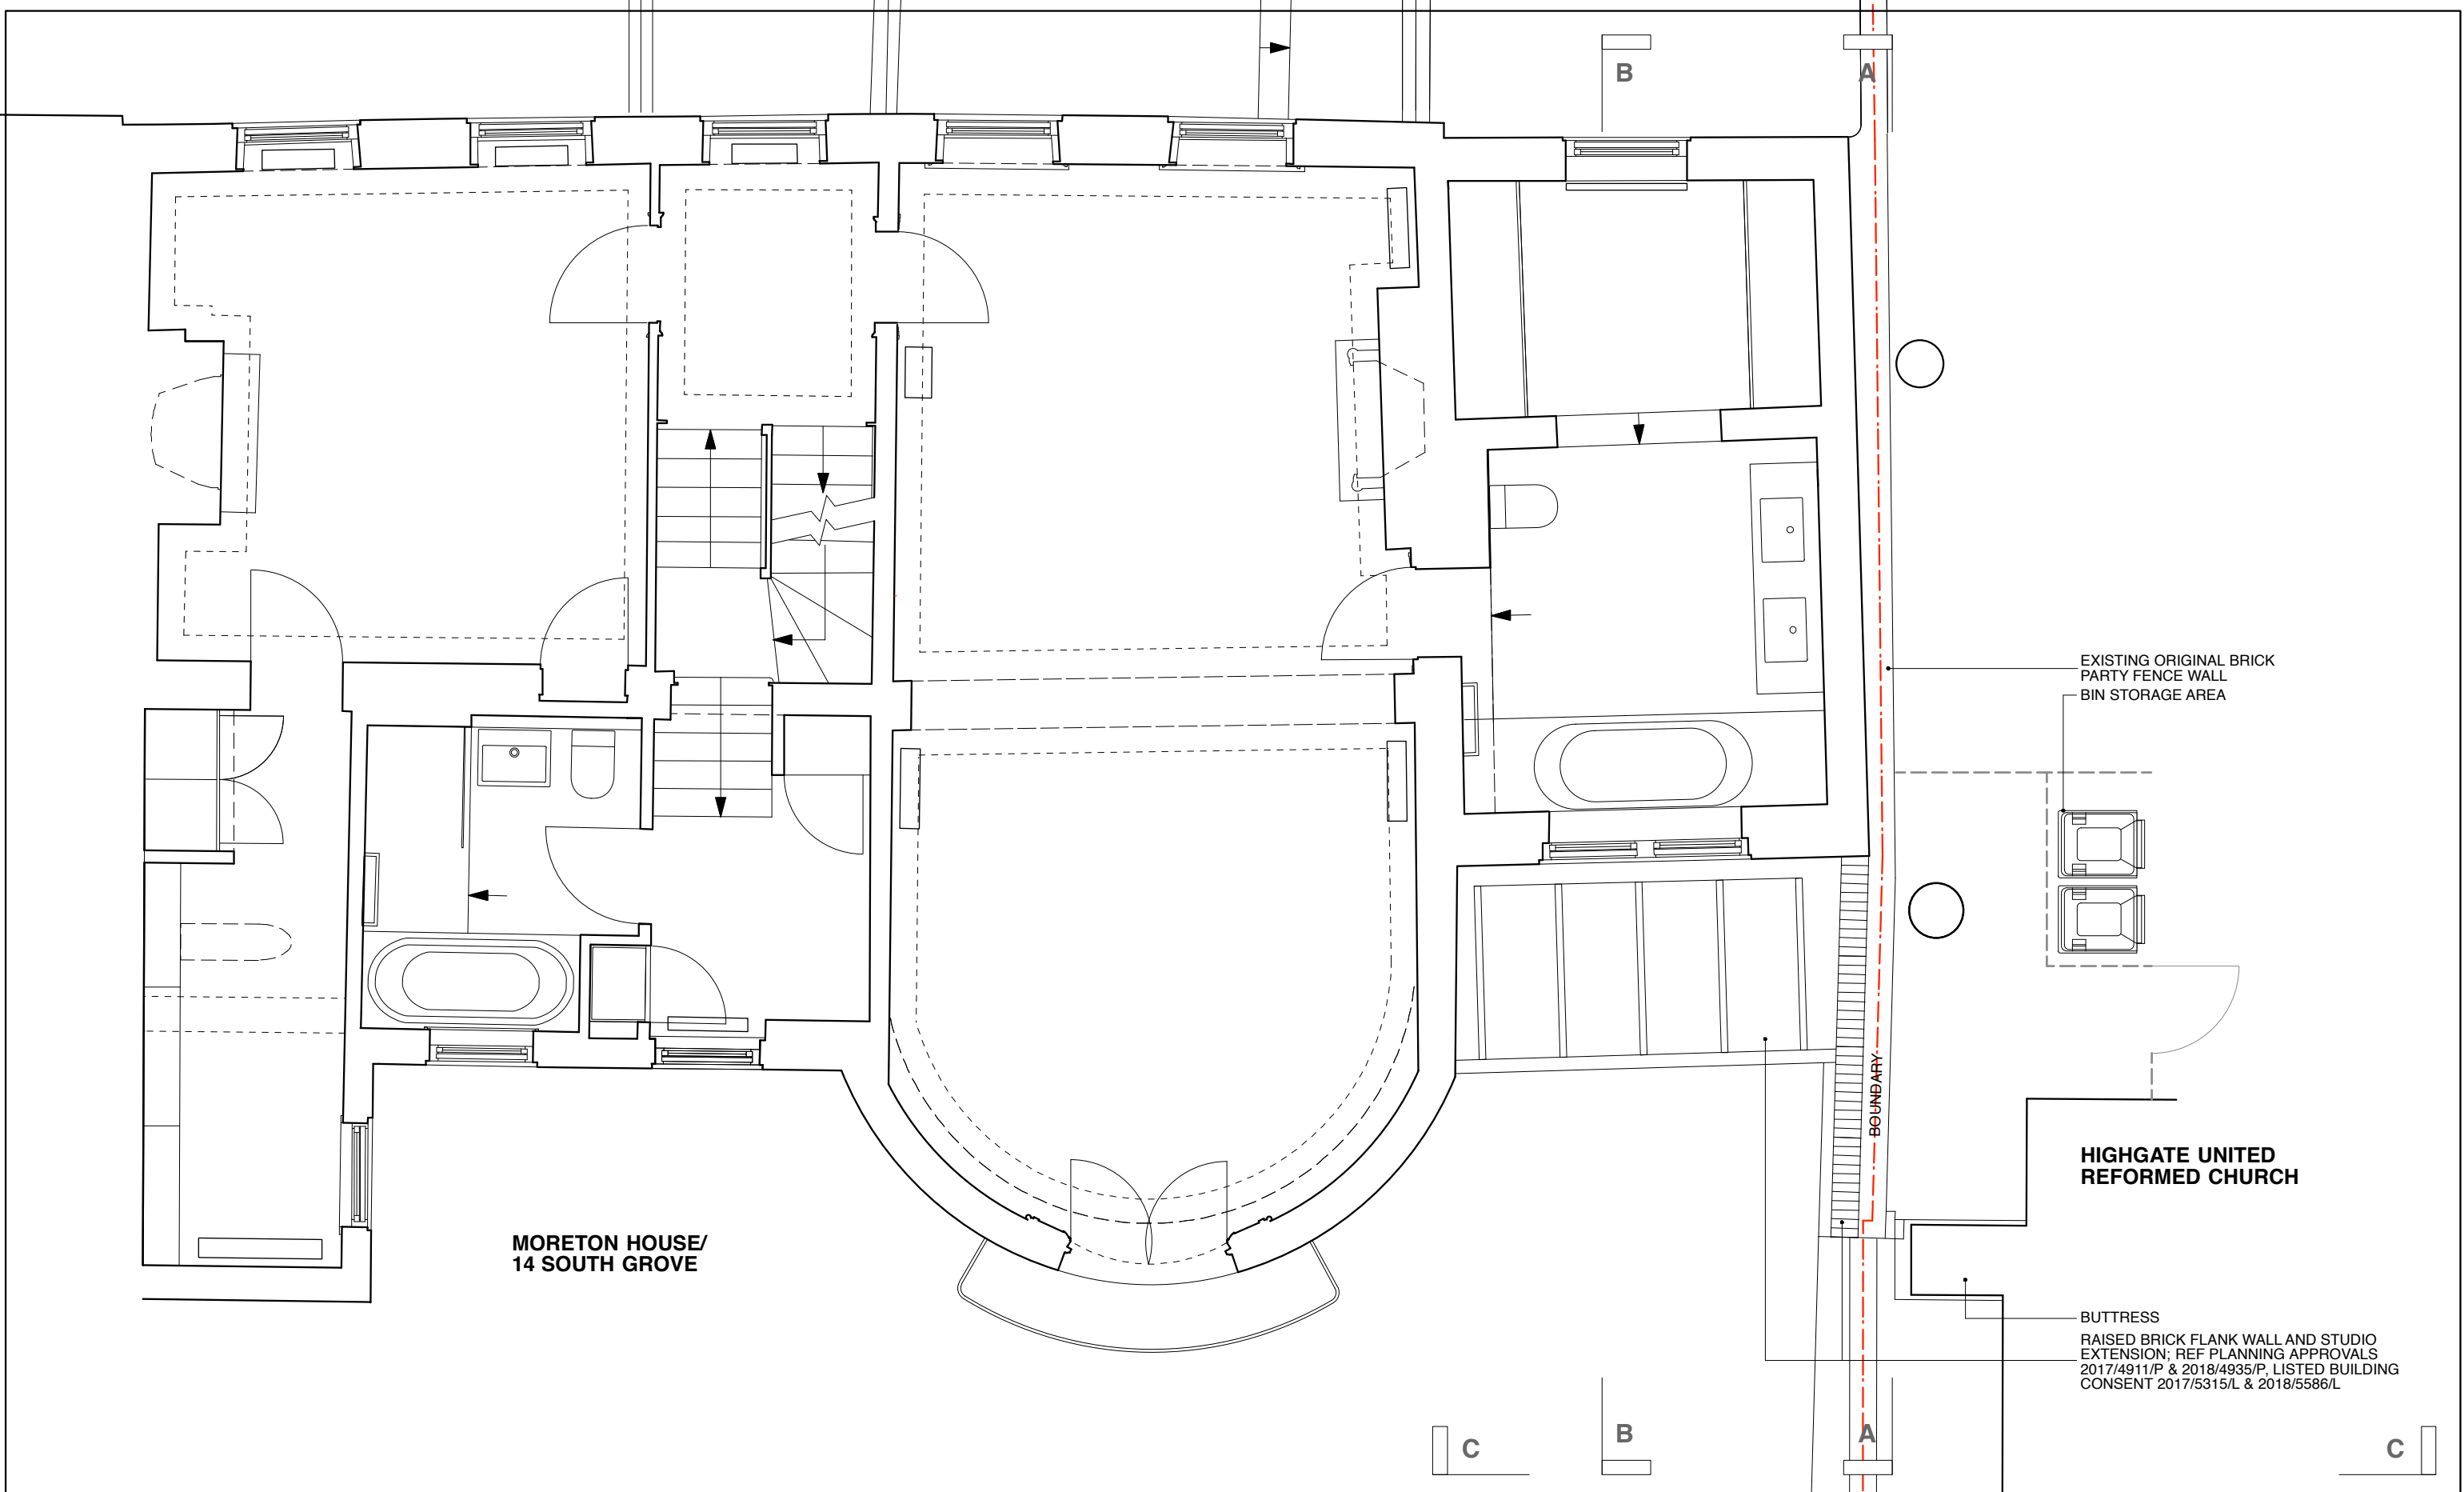 B
A
EXISTING ORIGINAL BRICK
PARTY FENCE WALL
BIN STORAGE AREA
BOUNDARY
HIGHGATE UNITED
REFORMED CHURCH
MORETON HOUSE/
14 SOUTH GROVE
BUTTRESS
RAISED BRICK FLANK WALL AND STUDIO
EXTENSION; REF PLANNING APPROVALS
2017/4911/P & 2018/4935/P, LISTED BUILDING
CONSENT 2017/5315/L & 2018/5586/L
C
B
A
C